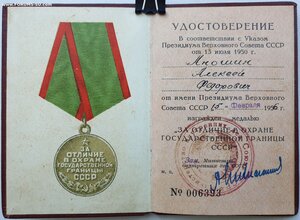 ЗА
ОТЛИЧИЕ
В ОХРАНЕ
ГОСУДАРСТВЕННОЙ
ГРАНИЦЫ
СССР
УДОСТОВЕРЕНИЕ
В соответствии с Указом
Президиума Верховного Совета СССР
от 13 июля 1950 г.
Алексей
Федорович
от имени Президиума Верховного
Совета СССР 15 Февраля 1956 г.
награжден медалью
„ЗА ОТЛИЧИЕ В ОХРАНЕ
ГОСУДАРСТВЕННОЙ ГРАНИЦЫ
СССР"
Зам.
М. П.
№ 006393